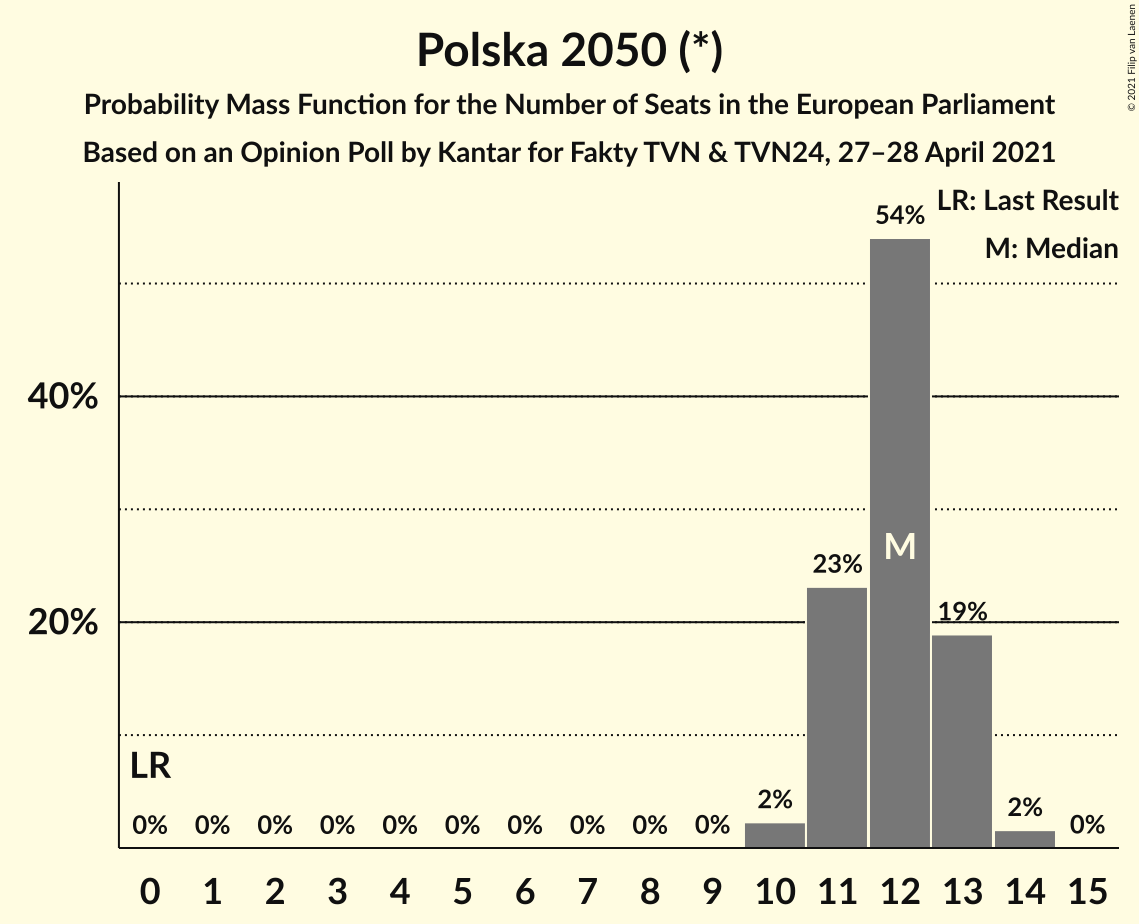 Polska 2050 (*)
Probability Mass Function for the Number of Seats in the European Parliament
Based on an Opinion Poll by Kantar for Fakty TVN & TVN24, 27–28 April 2021
© 2021 Filip van Laenen
LR: Last Result
M: Median
40%
20%
LR
0% 0% 0% 0% 0% 0% 0% 0% 0% 0% 2% 23% 54% 19% 2% 0%
M
0 1 2 3 4 5 6 7 8 9 10 11 12 13 14 15